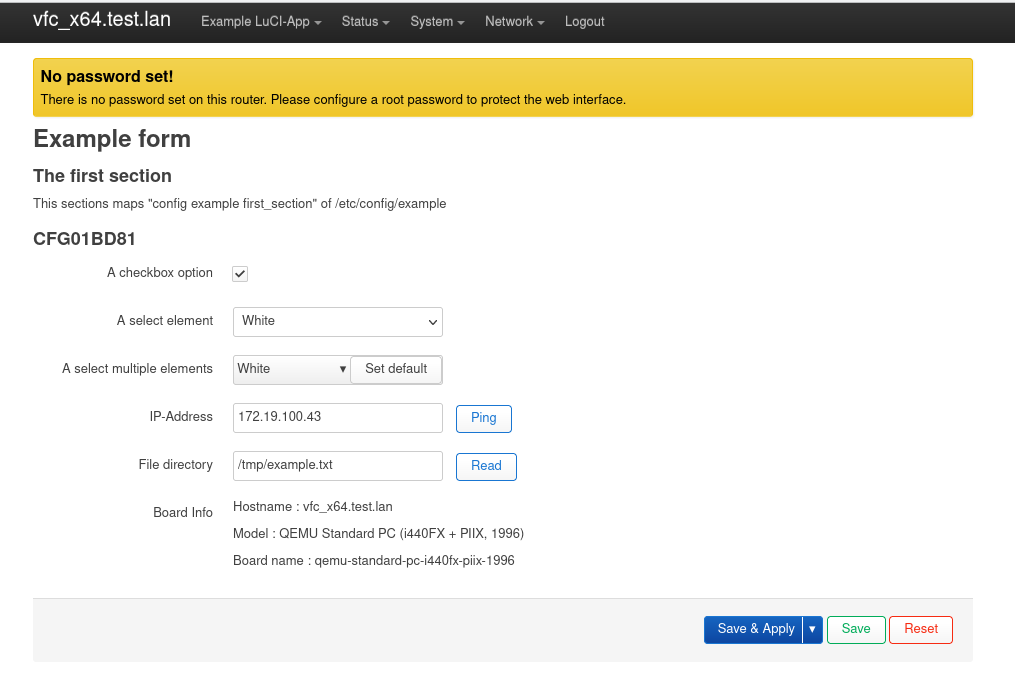 vfc_x64.test.lan Example LuCI-App Status System Network Logout
No password set!
There is no password set on this router. Please configure a root password to protect the web interface.
Example form
The first section
This sections maps "config example first_section" of /etc/config/example
CFG01BD81
A checkbox option
A select element White
A select multiple elements White Set default
IP-Address 172.19.100.43 Ping
File directory /tmp/example.txt Read
Board Info Hostname : vfc_x64.test.lan
Model : QEMU Standard PC (i440FX + PIIX, 1996)
Board name : qemu-standard-pc-i440fx-piix-1996
Save & Apply Save Reset